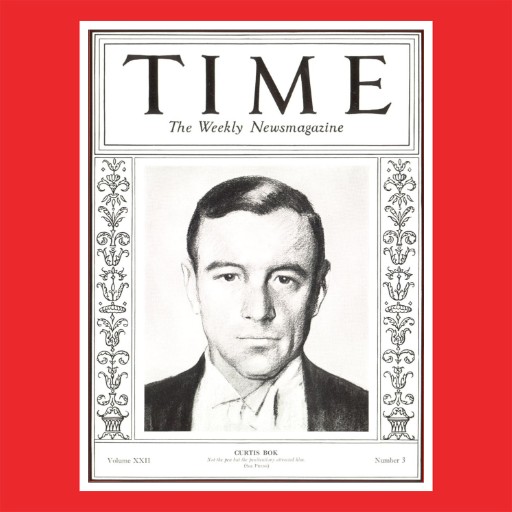 TIME
The Weekly Newsmagazine
CURTIS BOK
Volume XXII
Number 3